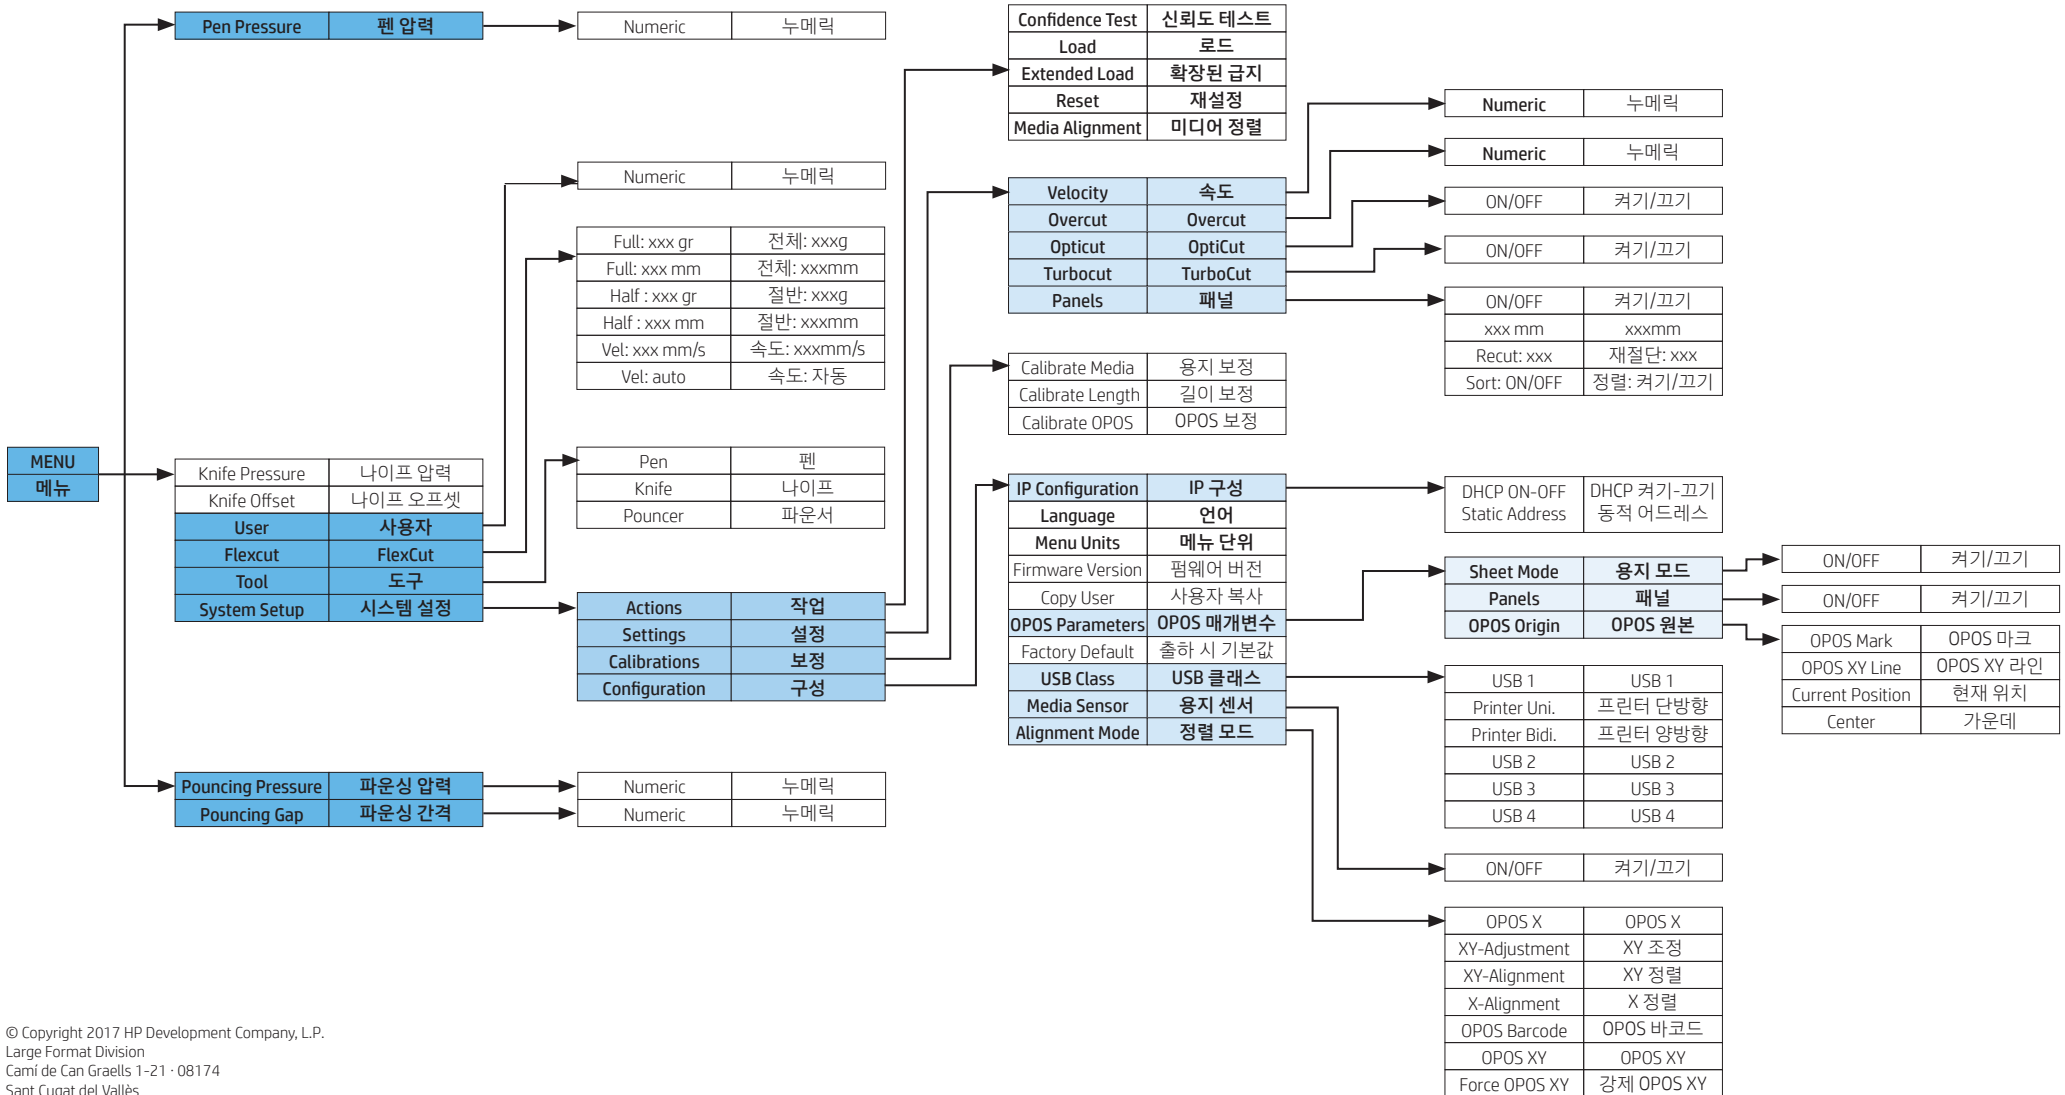 Pen Pressure 펜 압력
Numeric 누메릭
Confidence Test 신뢰도 테스트
Load 로드
Extended Load 확장된 급지
Reset 재설정
Media Alignment 미디어 정렬
Numeric 누메릭
Numeric 누메릭
ON/OFF 켜기/끄기
ON/OFF 켜기/끄기
ON/OFF 켜기/끄기
xxx mm xxxmm
Recut: xxx 재절단: xxx
Sort: ON/OFF 정렬: 켜기/끄기
Numeric 누메릭
Velocity 속도
Overcut Overcut
Opticut OptiCut
Turbocut TurboCut
Panels 패널
Full: xxx gr 전체: xxxg
Full: xxx mm 전체: xxxmm
Half : xxx gr 절반: xxxg
Half : xxx mm 절반: xxxmm
Vel: xxx mm/s 속도: xxxmm/s
Vel: auto 속도: 자동
Calibrate Media 용지 보정
Calibrate Length 길이 보정
Calibrate OPOS OPOS 보정
MENU
메뉴
Knife Pressure 나이프 압력
Knife Offset 나이프 오프셋
User 사용자
Flexcut FlexCut
Tool 도구
System Setup 시스템 설정
Pen 펜
Knife 나이프
Pouncer 파운서
Actions 작업
Settings 설정
Calibrations 보정
Configuration 구성
IP Configuration IP 구성
Language 언어
Menu Units 메뉴 단위
Firmware Version 펌웨어 버전
Copy User 사용자 복사
OPOS Parameters OPOS 매개변수
Factory Default 출하 시 기본값
USB Class USB 클래스
Media Sensor 용지 센서
Alignment Mode 정렬 모드
DHCP ON-OFF DHCP 켜기-끄기
Static Address 동적 어드레스
Sheet Mode 용지 모드
Panels 패널
OPOS Origin OPOS 원본
ON/OFF 켜기/끄기
ON/OFF 켜기/끄기
OPOS Mark OPOS 마크
OPOS XY Line OPOS XY 라인
Current Position 현재 위치
Center 가운데
USB 1 USB 1
Printer Uni. 프린터 단방향
Printer Bidi. 프린터 양방향
USB 2 USB 2
USB 3 USB 3
USB 4 USB 4
Pouncing Pressure 파운싱 압력
Pouncing Gap 파운싱 간격
Numeric 누메릭
Numeric 누메릭
ON/OFF 켜기/끄기
OPOS X OPOS X
XY-Adjustment XY 조정
XY-Alignment XY 정렬
X-Alignment X 정렬
OPOS Barcode OPOS 바코드
OPOS XY OPOS XY
Force OPOS XY 강제 OPOS XY
© Copyright 2017 HP Development Company, L.P.
Large Format Division
Camí de Can Graells 1-21 · 08174
Sant Cugat del Vallès